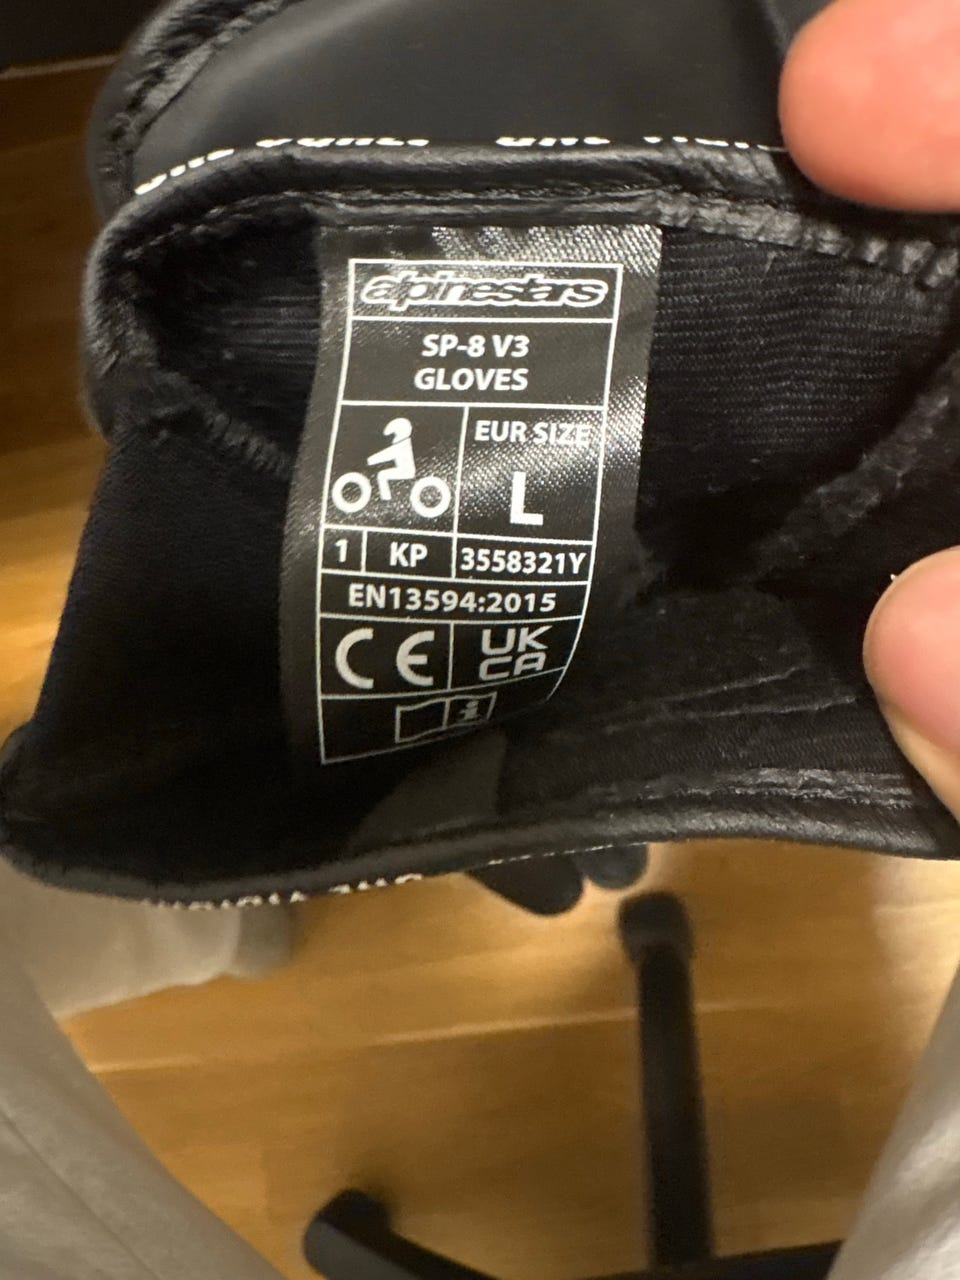 alpinestars
SP-8 V3
GLOVES
EUR SIZE
L
1 KP 3558321Y
EN13594:2015
CE UK
CA
i